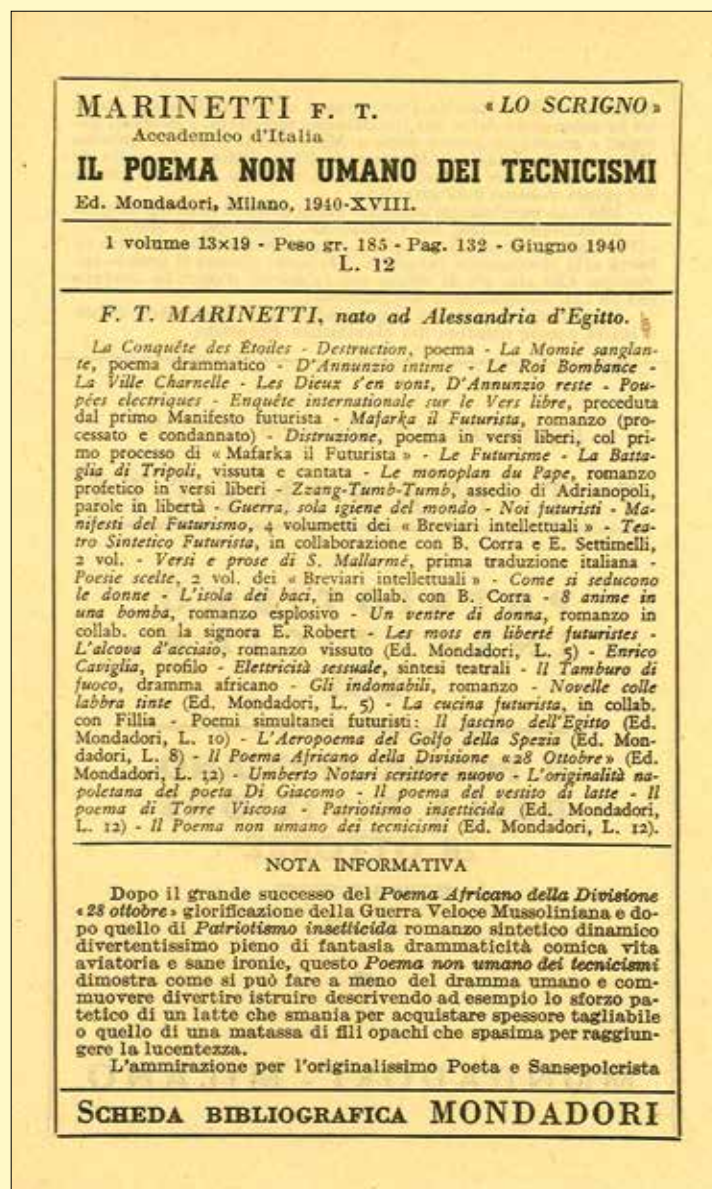 MARINETTI F. T. « LO SCRIGNO »
Accademico d'Italia
IL POEMA NON UMANO DEI TECNICISMI
Ed. Mondadori, Milano, 1940-XVIII.
1 volume 13×19 - Peso gr. 185 - Pag. 132 - Giugno 1940
L. 12
F. T. MARINETTI, nato ad Alessandria d'Egitto.
La Conquête des Étoiles - Destruction, poema - La Momie sanglan-
te, poema drammatico - D'Annunzio intime - Le Roi Bombance -
La Ville Charnelle - Les Dieux s'en vont, D'Annunzio reste - Pou-
pées electriques - Enquête internationale sur le Vers libre, preceduta
dal primo Manifesto futurista - Mafarka il Futurista, romanzo (pro-
cessato e condannato) - Distruzione, poema in versi liberi, col pri-
mo processo di « Mafarka il Futurista » - Le Futurisme - La Batta-
glia di Tripoli, vissuta e cantata - Le monoplan du Pape, romanzo
profetico in versi liberi - Zzang-Tumb-Tumb, assedio di Adrianopoli,
parole in libertà - Guerra, sola igiene del mondo - Noi futuristi - Ma-
nifesti del Futurismo, 4 volumetti dei « Breviari intellettuali » - Tea-
tro Sintetico Futurista, in collaborazione con B. Corra e E. Settimelli,
2 vol. - Versi e prose di S. Mallarmé, prima traduzione italiana -
Poesie scelte, 2 vol. dei « Breviari intellettuali » - Come si seducono
le donne - L'isola dei baci, in collab. con B. Corra - 8 anime in
una bomba, romanzo esplosivo - Un ventre di donna, romanzo in
collab. con la signora E. Robert - Les mots en liberté futuristes -
L'alcova d'acciaio, romanzo vissuto (Ed. Mondadori, L. 5) - Enrico
Caviglia, profilo - Elettricità sessuale, sintesi teatrali - Il Tamburo di
fuoco, dramma africano - Gli indomabili, romanzo - Novelle colle
labbra tinte (Ed. Mondadori, L. 5) - La cucina futurista, in collab.
con Fillia - Poemi simultanei futuristi: Il fascino dell'Egitto (Ed.
Mondadori, L. 10) - L'Aeropoema del Golfo della Spezia (Ed. Mon-
dadori, L. 8) - Il Poema Africano della Divisione « 28 Ottobre » (Ed.
Mondadori, L. 12) - Umberto Notari scrittore nuovo - L'originalità na-
poletana del poeta Di Giacomo - Il poema del vestito di latte - Il
poema di Torre Viscosa - Patriotismo insetticida (Ed. Mondadori,
L. 12) - Il Poema non umano dei tecnicismi (Ed. Mondadori, L. 12).
NOTA INFORMATIVA
Dopo il grande successo del Poema Africano della Divisione
« 28 ottobre » glorificazione della Guerra Veloce Mussoliniana e do-
po quello di Patriotismo insetticida romanzo sintetico dinamico
divertentissimo pieno di fantasia drammaticità comica vita
aviatoria e sane ironie, questo Poema non umano dei tecnicismi
dimostra come si può fare a meno del dramma umano e com-
muovere divertire istruire descrivendo ad esempio lo sforzo pa-
tetico di un latte che smania per acquistare spessore tagliabile
o quello di una matassa di fili opachi che spasima per raggiun-
gere la lucentezza.
L'ammirazione per l'originalissimo Poeta e Sansepolcrista
SCHEDA BIBLIOGRAFICA MONDADORI